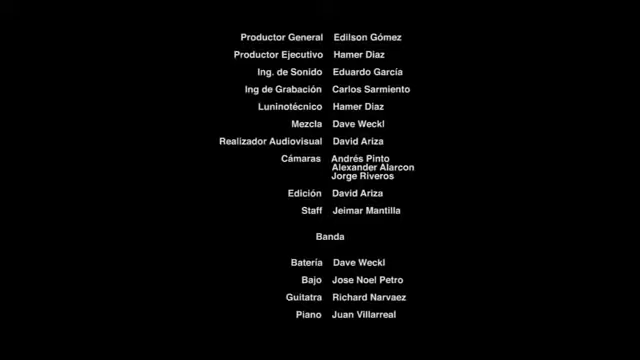 Productor General Edilson Gómez
Productor Ejecutivo Hamer Diaz
Ing. de Sonido Eduardo García
Ing de Grabación Carlos Sarmiento
Luninotécnico Hamer Diaz
Mezcla Dave Weckl
Realizador Audiovisual David Ariza
Cámaras Andrés Pinto
Alexander Alarcon
Jorge Riveros
Edición David Ariza
Staff Jeimar Mantilla
Banda
Batería Dave Weckl
Bajo Jose Noel Petro
Guitatra Richard Narvaez
Piano Juan Villarreal